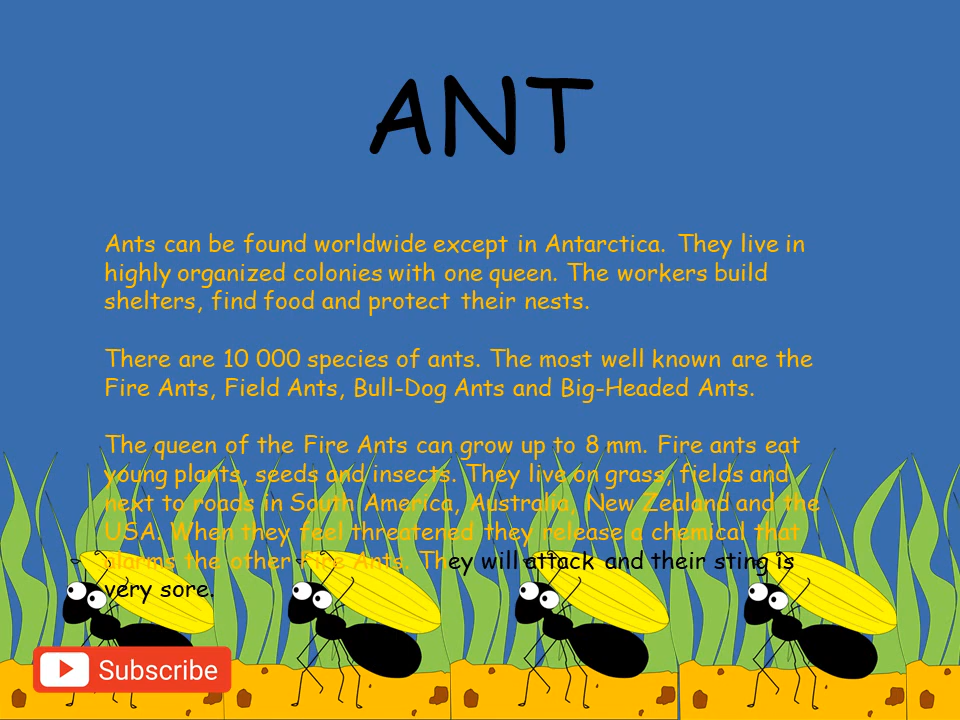 ANT
Ants can be found worldwide except in Antarctica. They live in
highly organized colonies with one queen. The workers build
shelters, find food and protect their nests.
There are 10 000 species of ants. The most well known are the
Fire Ants, Field Ants, Bull-Dog Ants and Big-Headed Ants.
The queen of the Fire Ants can grow up to 8 mm. Fire ants eat
young plants, seeds and insects. They live on grass, fields and
next to roads in South America, Australia, New Zealand and the
USA. When they feel threatened they release a chemical that
alarms the other Fire Ants. They will attack and their sting is
very sore.
Subscribe